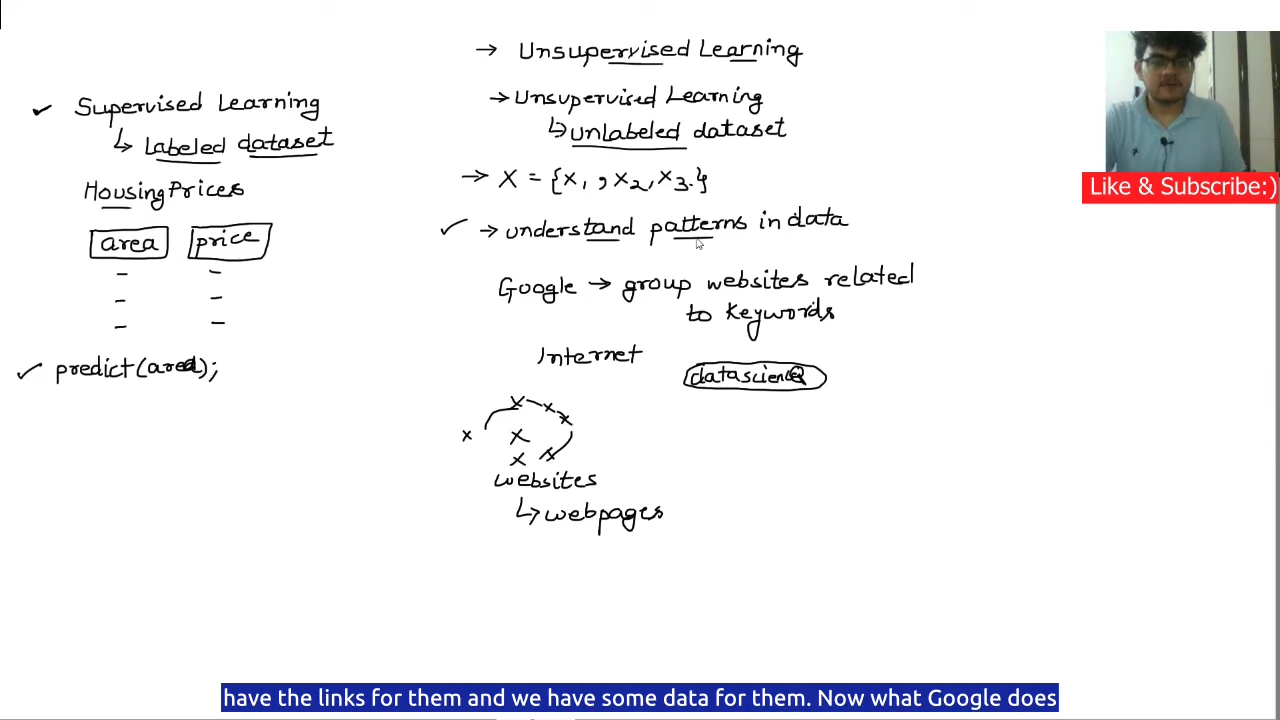 → Unsupervised Learning
✓ Supervised Learning
↳ Labeled dataset
HousingPrices
area price
- -
- -
- -
✓ predict(area);
→ Unsupervised Learning
↳ unlabeled dataset
→ X = {x1, , x2, x3.}
✓ → understand patterns in data
Google → group websites related
to keywords
Internet
datascience
websites
↳ webpages
Like & Subscribe:)
have the links for them and we have some data for them. Now what Google does